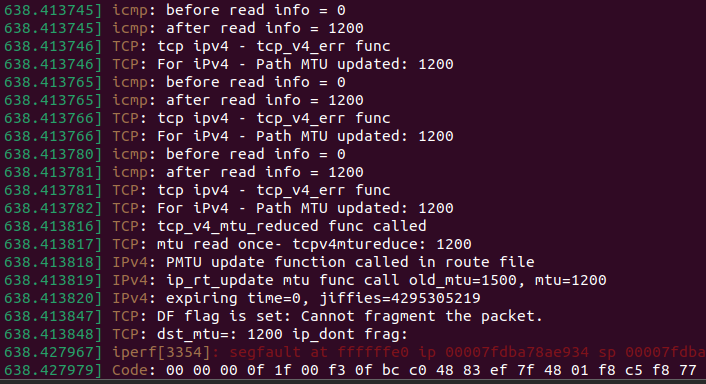 638.413745] icmp: before read info = 0
638.413745] icmp: after read info = 1200
638.413746] TCP: tcp ipv4 - tcp_v4_err func
638.413746] TCP: For iPv4 - Path MTU updated: 1200
638.413765] icmp: before read info = 0
638.413765] icmp: after read info = 1200
638.413766] TCP: tcp ipv4 - tcp_v4_err func
638.413766] TCP: For iPv4 - Path MTU updated: 1200
638.413780] icmp: before read info = 0
638.413781] icmp: after read info = 1200
638.413781] TCP: tcp ipv4 - tcp_v4_err func
638.413782] TCP: For iPv4 - Path MTU updated: 1200
638.413816] TCP: tcp_v4_mtu_reduced func called
638.413817] TCP: mtu read once- tcpv4mtureduce: 1200
638.413818] IPv4: PMTU update function called in route file
638.413819] IPv4: ip_rt_update mtu func call old_mtu=1500, mtu=1200
638.413820] IPv4: expiring time=0, jiffies=4295305219
638.413847] TCP: DF flag is set: Cannot fragment the packet.
638.413848] TCP: dst_mtu=: 1200 ip_dont frag:
638.427967] iperf[3354]: segfault at ffffffe0 ip 00007fdba78ae934 sp 00007fdba
638.427979] Code: 00 00 00 0f 1f 00 f3 0f bc c0 48 83 ef 7f 48 01 f8 c5 f8 77